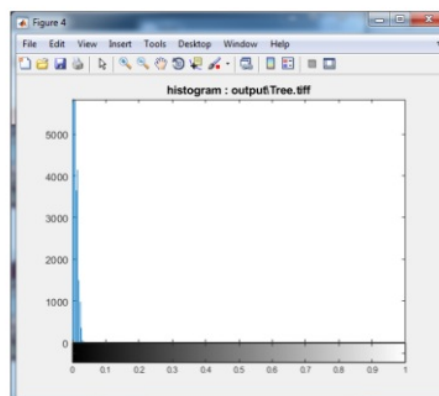 Figure 4
File Edit View Insert Tools Desktop Window Help
histogram : output\Tree.tiff
5000
4000
3000
2000
1000
0
0 0.1 0.2 0.3 0.4 0.5 0.6 0.7 0.8 0.9 1